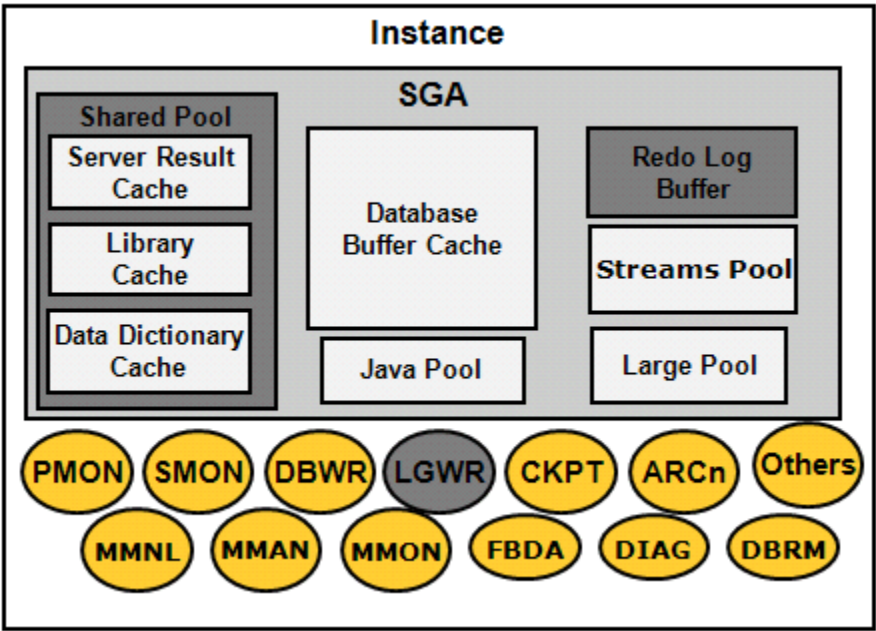 Instance
SGA
Shared Pool
Server Result
Cache
Library
Cache
Data Dictionary
Cache
Database
Buffer Cache
Java Pool
Redo Log
Buffer
Streams Pool
Large Pool
PMON
SMON
DBWR
LGWR
CKPT
ARCn
Others
MMNL
MMAN
MMON
FBDA
DIAG
DBRM